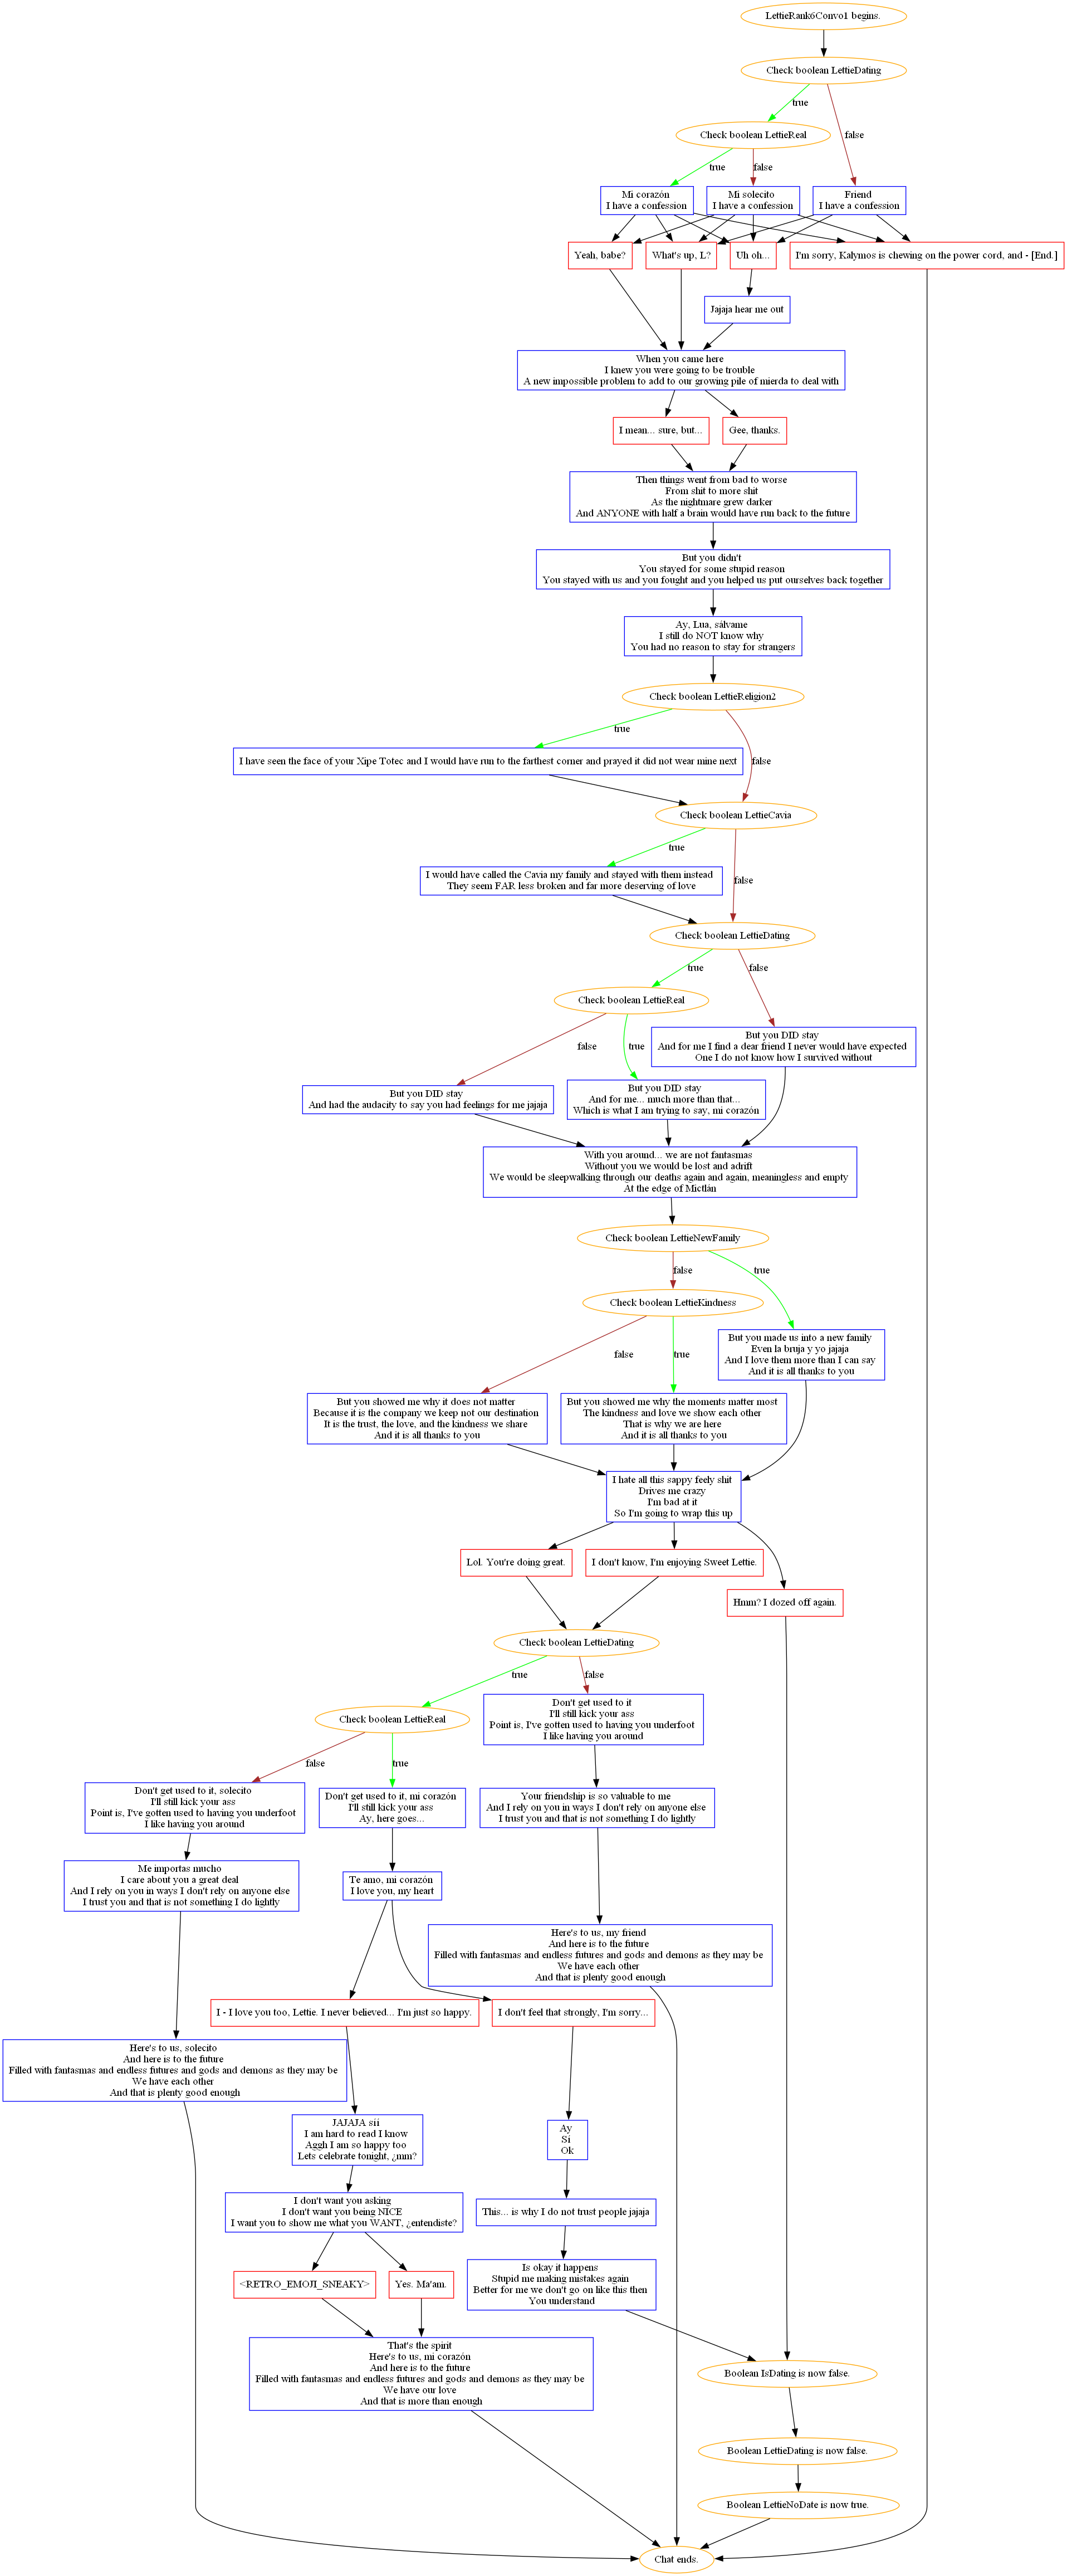 LettieRank6Convo1 begins.
Check boolean LettieDating
true
Check boolean LettieReal
false
true
false
Mi corazón
I have a confession
Mi solecito
I have a confession
Friend
I have a confession
Yeah, babe?
What's up, L?
Uh oh...
I'm sorry, Kalymos is chewing on the power cord, and - [End.]
Jajaja hear me out
When you came here
I knew you were going to be trouble
A new impossible problem to add to our growing pile of mierda to deal with
I mean... sure, but...
Gee, thanks.
Then things went from bad to worse
From shit to more shit
As the nightmare grew darker
And ANYONE with half a brain would have run back to the future
But you didn't
You stayed for some stupid reason
You stayed with us and you fought and you helped us put ourselves back together
Ay, Lua, sálvame
I still do NOT know why
You had no reason to stay for strangers
Check boolean LettieReligion2
true
I have seen the face of your Xipe Totec and I would have run to the farthest corner and prayed it did not wear mine next
false
Check boolean LettieCavia
true
I would have called the Cavia my family and stayed with them instead
They seem FAR less broken and far more deserving of love
false
Check boolean LettieDating
true
false
Check boolean LettieReal
false
true
But you DID stay
And for me I find a dear friend I never would have expected
One I do not know how I survived without
But you DID stay
And had the audacity to say you had feelings for me jajaja
But you DID stay
And for me... much more than that...
Which is what I am trying to say, mi corazón
With you around... we are not fantasmas
Without you we would be lost and adrift
We would be sleepwalking through our deaths again and again, meaningless and empty
At the edge of Mictlán
Check boolean LettieNewFamily
false
true
Check boolean LettieKindness
false
true
But you made us into a new family
Even la bruja y yo jajaja
And I love them more than I can say
And it is all thanks to you
But you showed me why it does not matter
Because it is the company we keep not our destination
It is the trust, the love, and the kindness we share
And it is all thanks to you
But you showed me why the moments matter most
The kindness and love we show each other
That is why we are here
And it is all thanks to you
I hate all this sappy feely shit
Drives me crazy
I'm bad at it
So I'm going to wrap this up
Lol. You're doing great.
I don't know, I'm enjoying Sweet Lettie.
Hmm? I dozed off again.
Check boolean LettieDating
true
false
Check boolean LettieReal
false
true
Don't get used to it
I'll still kick your ass
Point is, I've gotten used to having you underfoot
I like having you around
Don't get used to it, solecito
I'll still kick your ass
Point is, I've gotten used to having you underfoot
I like having you around
Don't get used to it, mi corazón
I'll still kick your ass
Ay, here goes...
Your friendship is so valuable to me
And I rely on you in ways I don't rely on anyone else
I trust you and that is not something I do lightly
Me importas mucho
I care about you a great deal
And I rely on you in ways I don't rely on anyone else
I trust you and that is not something I do lightly
Te amo, mi corazón
I love you, my heart
Here's to us, my friend
And here is to the future
Filled with fantasmas and endless futures and gods and demons as they may be
We have each other
And that is plenty good enough
I - I love you too, Lettie. I never believed... I'm just so happy.
I don't feel that strongly, I'm sorry...
Here's to us, solecito
And here is to the future
Filled with fantasmas and endless futures and gods and demons as they may be
We have each other
And that is plenty good enough
JAJAJA sii
I am hard to read I know
Aggh I am so happy too
Lets celebrate tonight, ¿mm?
Ay
Si
Ok
I don't want you asking
I don't want you being NICE
I want you to show me what you WANT, ¿entendiste?
This... is why I do not trust people jajaja
<RETRO_EMOJI_SNEAKY>
Yes. Ma'am.
Is okay it happens
Stupid me making mistakes again
Better for me we don't go on like this then
You understand
That's the spirit
Here's to us, mi corazón
And here is to the future
Filled with fantasmas and endless futures and gods and demons as they may be
We have our love
And that is more than enough
Boolean IsDating is now false.
Boolean LettieDating is now false.
Boolean LettieNoDate is now true.
Chat ends.